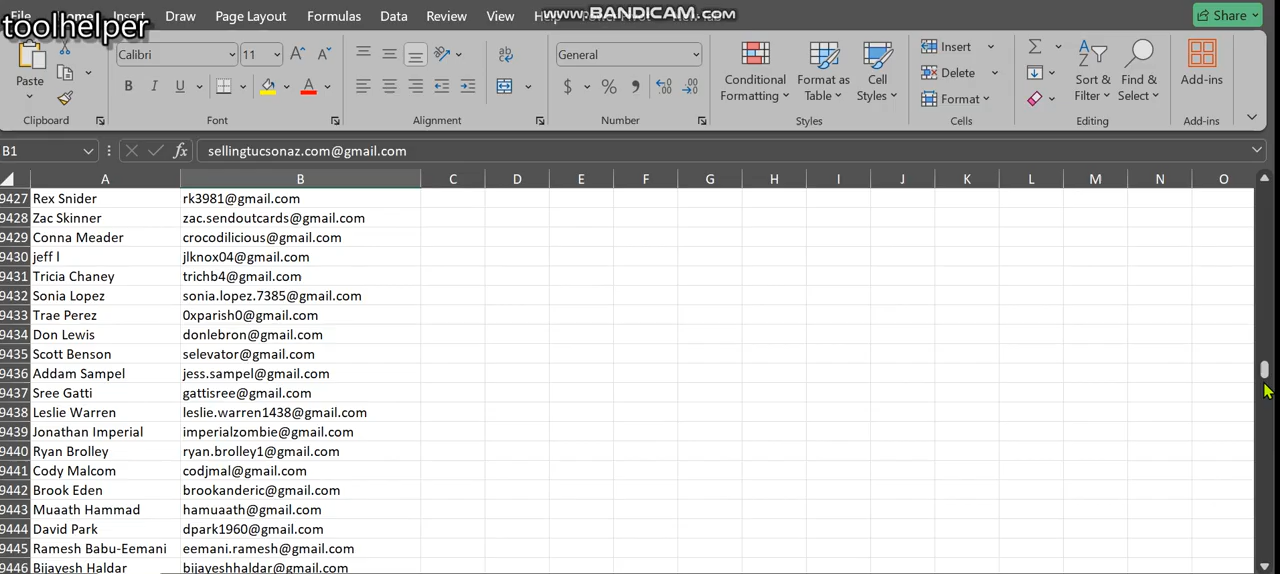 www.BANDICAM.com
toolhelper
File Home Insert Draw Page Layout Formulas Data Review View Help
Share
Paste
Calibri 11
General
Conditional Formatting
Format as Table
Cell Styles
Insert
Delete
Format
Sort & Filter
Find & Select
Add-ins
Clipboard Font Alignment Number Styles Cells Editing Add-ins
B1 fx sellingtucsonaz.com@gmail.com
A B C D E F G H I J K L M N O
9427 Rex Snider rk3981@gmail.com
9428 Zac Skinner zac.sendoutcards@gmail.com
9429 Conna Meader crocodilicious@gmail.com
9430 jeff l jlknox04@gmail.com
9431 Tricia Chaney trichb4@gmail.com
9432 Sonia Lopez sonia.lopez.7385@gmail.com
9433 Trae Perez 0xparish0@gmail.com
9434 Don Lewis donlebron@gmail.com
9435 Scott Benson selevator@gmail.com
9436 Addam Sampel jess.sampel@gmail.com
9437 Sree Gatti gattisree@gmail.com
9438 Leslie Warren leslie.warren1438@gmail.com
9439 Jonathan Imperial imperialzombie@gmail.com
9440 Ryan Brolley ryan.brolley1@gmail.com
9441 Cody Malcom codjmal@gmail.com
9442 Brook Eden brookanderic@gmail.com
9443 Muaath Hammad hamuaath@gmail.com
9444 David Park dpark1960@gmail.com
9445 Ramesh Babu-Eemani eemani.ramesh@gmail.com
9446 Bijayesh Haldar bijayeshhaldar@gmail.com